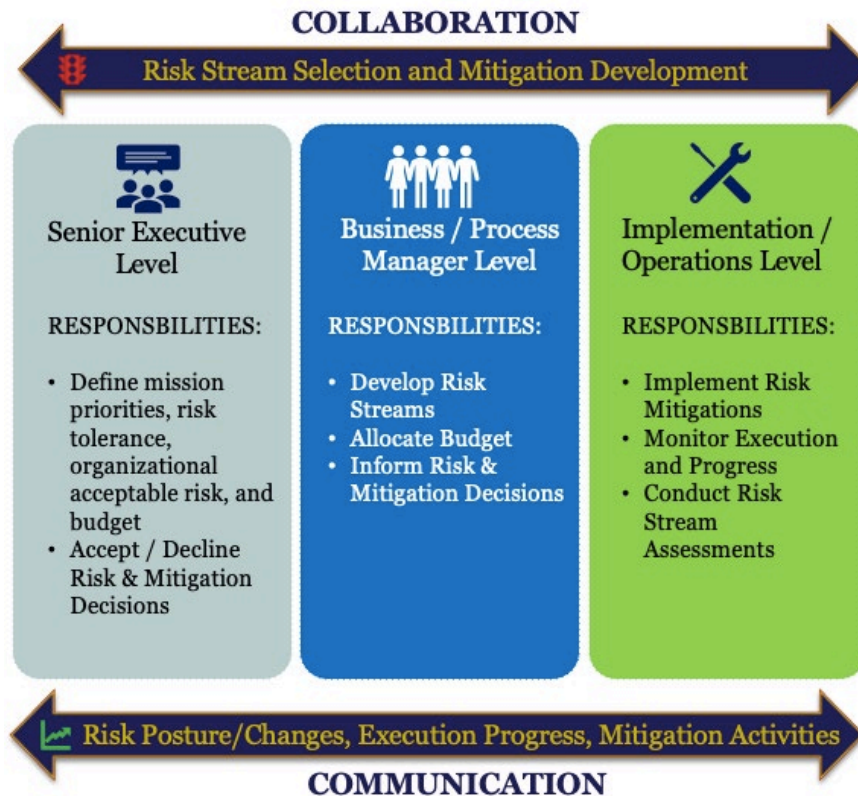 COLLABORATION
Risk Stream Selection and Mitigation Development
Senior Executive
Level
RESPONSBILITIES:
• Define mission
priorities, risk
tolerance,
organizational
acceptable risk, and
budget
• Accept / Decline
Risk & Mitigation
Decisions
Business / Process
Manager Level
RESPONSBILITIES:
• Develop Risk
Streams
• Allocate Budget
• Inform Risk &
Mitigation Decisions
Implementation /
Operations Level
RESPONSBILITIES:
• Implement Risk
Mitigations
• Monitor Execution
and Progress
• Conduct Risk
Stream
Assessments
Risk Posture/Changes, Execution Progress, Mitigation Activities
COMMUNICATION